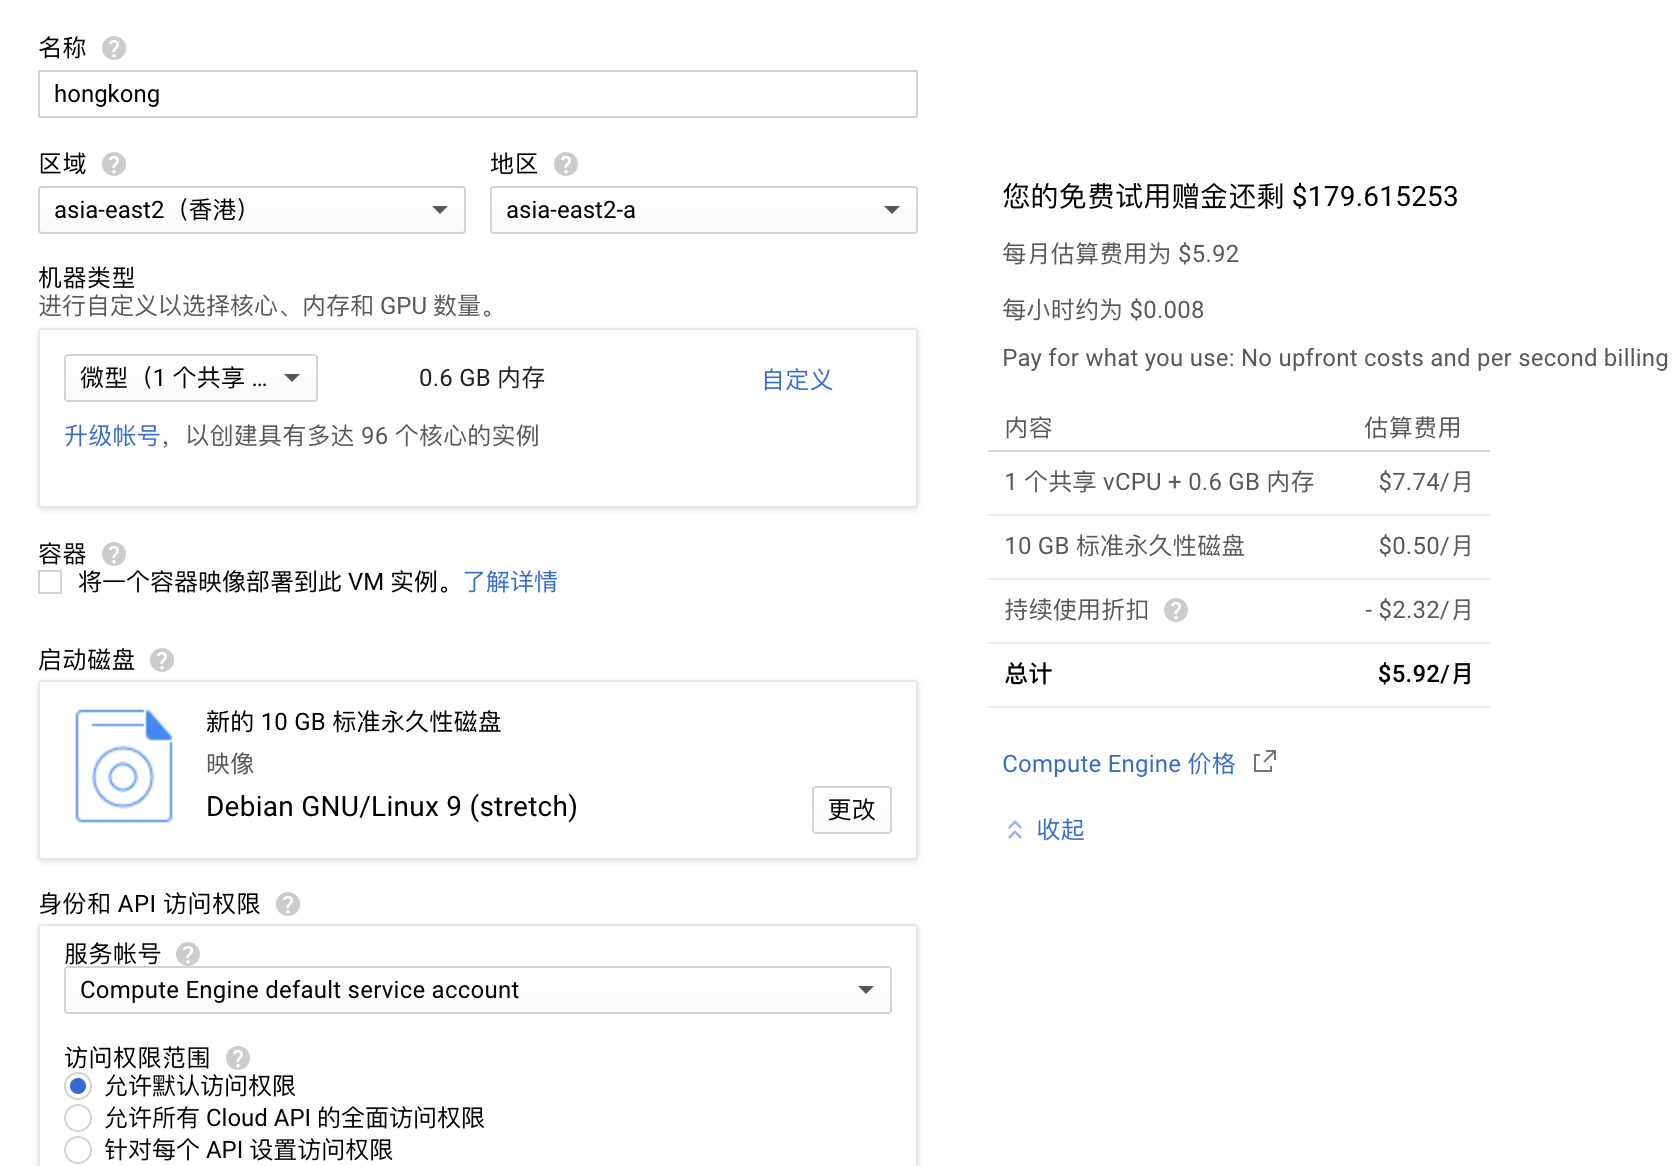 名称
hongkong
区域 地区
asia-east2（香港） asia-east2-a
机器类型
进行自定义以选择核心、内存和 GPU 数量。
微型（1 个共享 ... 0.6 GB 内存 自定义
升级帐号，以创建具有多达 96 个核心的实例
容器
将一个容器映像部署到此 VM 实例。了解详情
启动磁盘
新的 10 GB 标准永久性磁盘
映像
Debian GNU/Linux 9 (stretch)
更改
身份和 API 访问权限
服务帐号
Compute Engine default service account
访问权限范围
允许默认访问权限
允许所有 Cloud API 的全面访问权限
针对每个 API 设置访问权限
您的免费试用赠金还剩 $179.615253
每月估算费用为 $5.92
每小时约为 $0.008
Pay for what you use: No upfront costs and per second billing
内容 估算费用
1 个共享 vCPU + 0.6 GB 内存 $7.74/月
10 GB 标准永久性磁盘 $0.50/月
持续使用折扣 - $2.32/月
总计 $5.92/月
Compute Engine 价格
收起